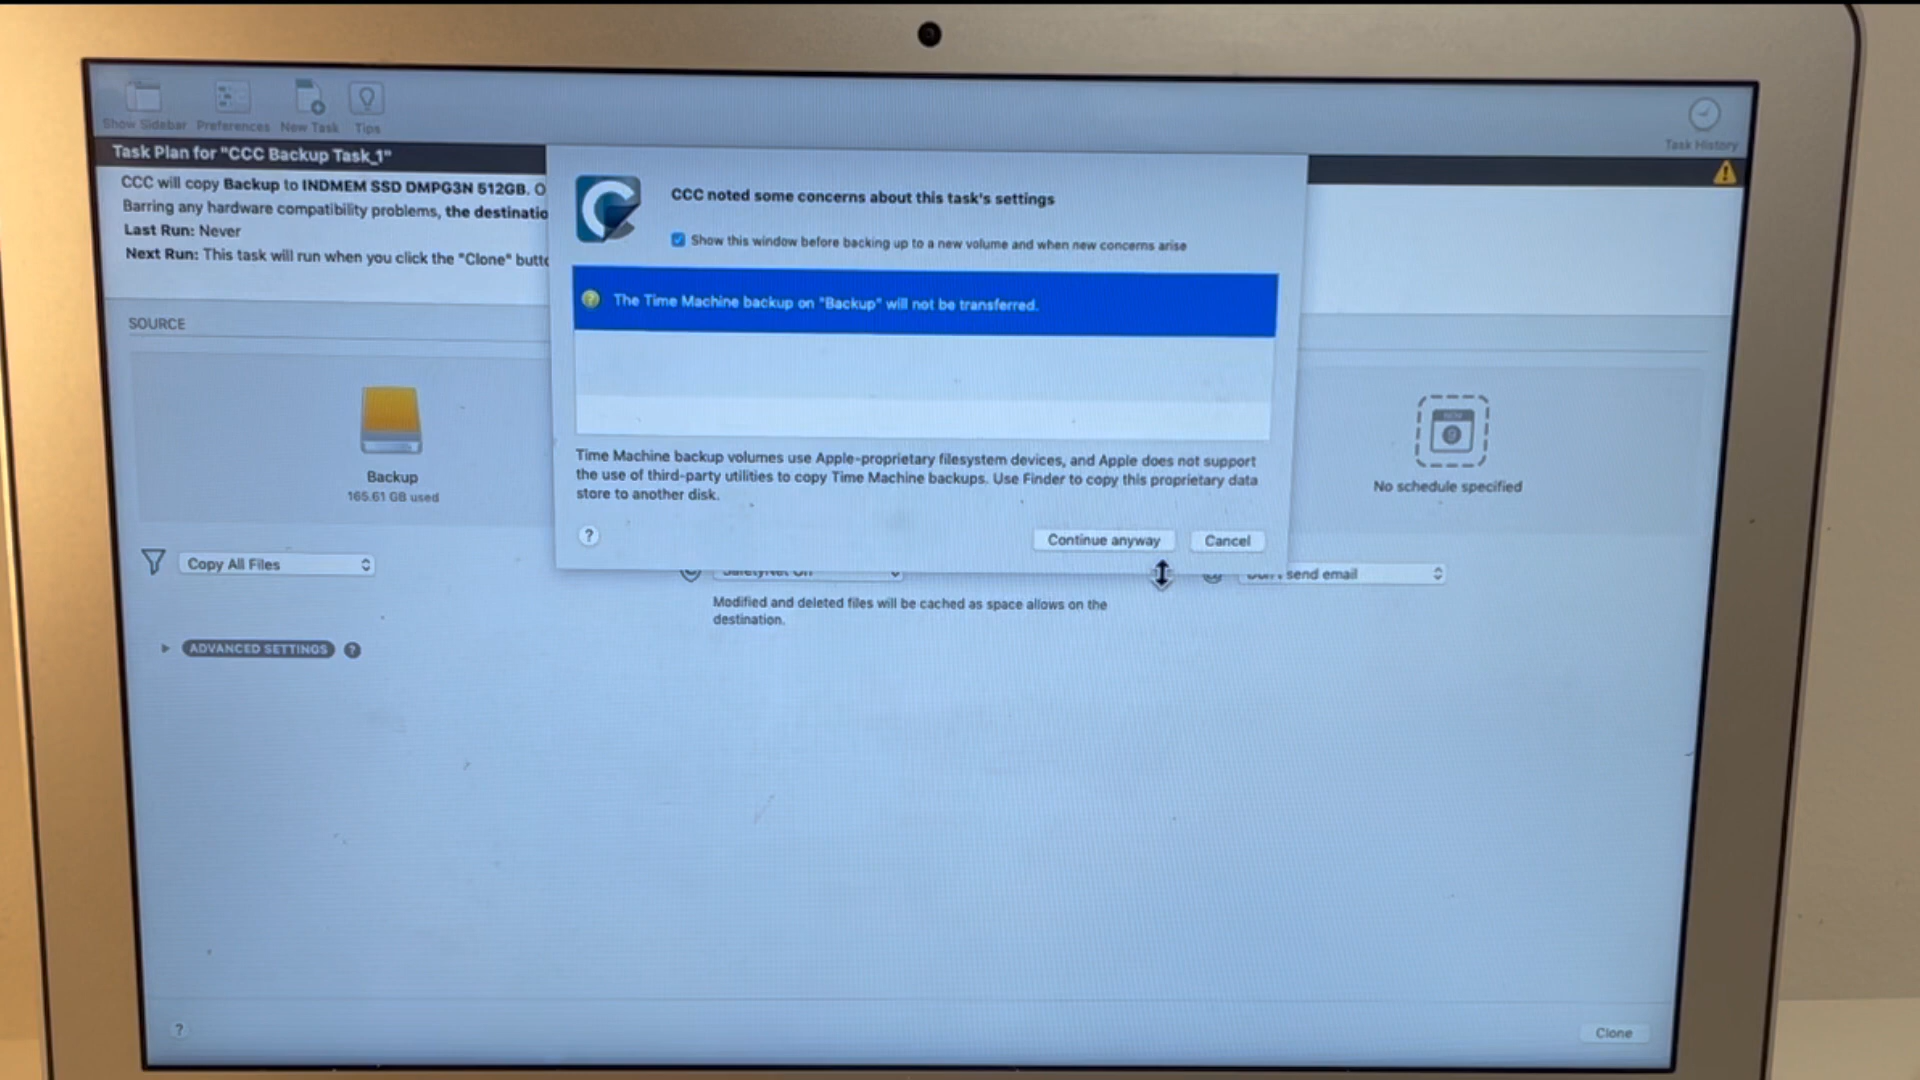 Show Sidebar
Preferences
New Task
Tips
Task History
Task Plan for "CCC Backup Task_1"
CCC will copy Backup to INDMEM SSD DMPG3N 512GB. O
Barring any hardware compatibility problems, the destinatio
Last Run: Never
Next Run: This task will run when you click the "Clone" butto
CCC noted some concerns about this task's settings
Show this window before backing up to a new volume and when new concerns arise
The Time Machine backup on "Backup" will not be transferred.
Time Machine backup volumes use Apple-proprietary filesystem devices, and Apple does not support
the use of third-party utilities to copy Time Machine backups. Use Finder to copy this proprietary data
store to another disk.
?
Continue anyway
Cancel
SOURCE
Backup
165.61 GB used
9
No schedule specified
Copy All Files
send email
Modified and deleted files will be cached as space allows on the
destination.
ADVANCED SETTINGS
?
?
Clone